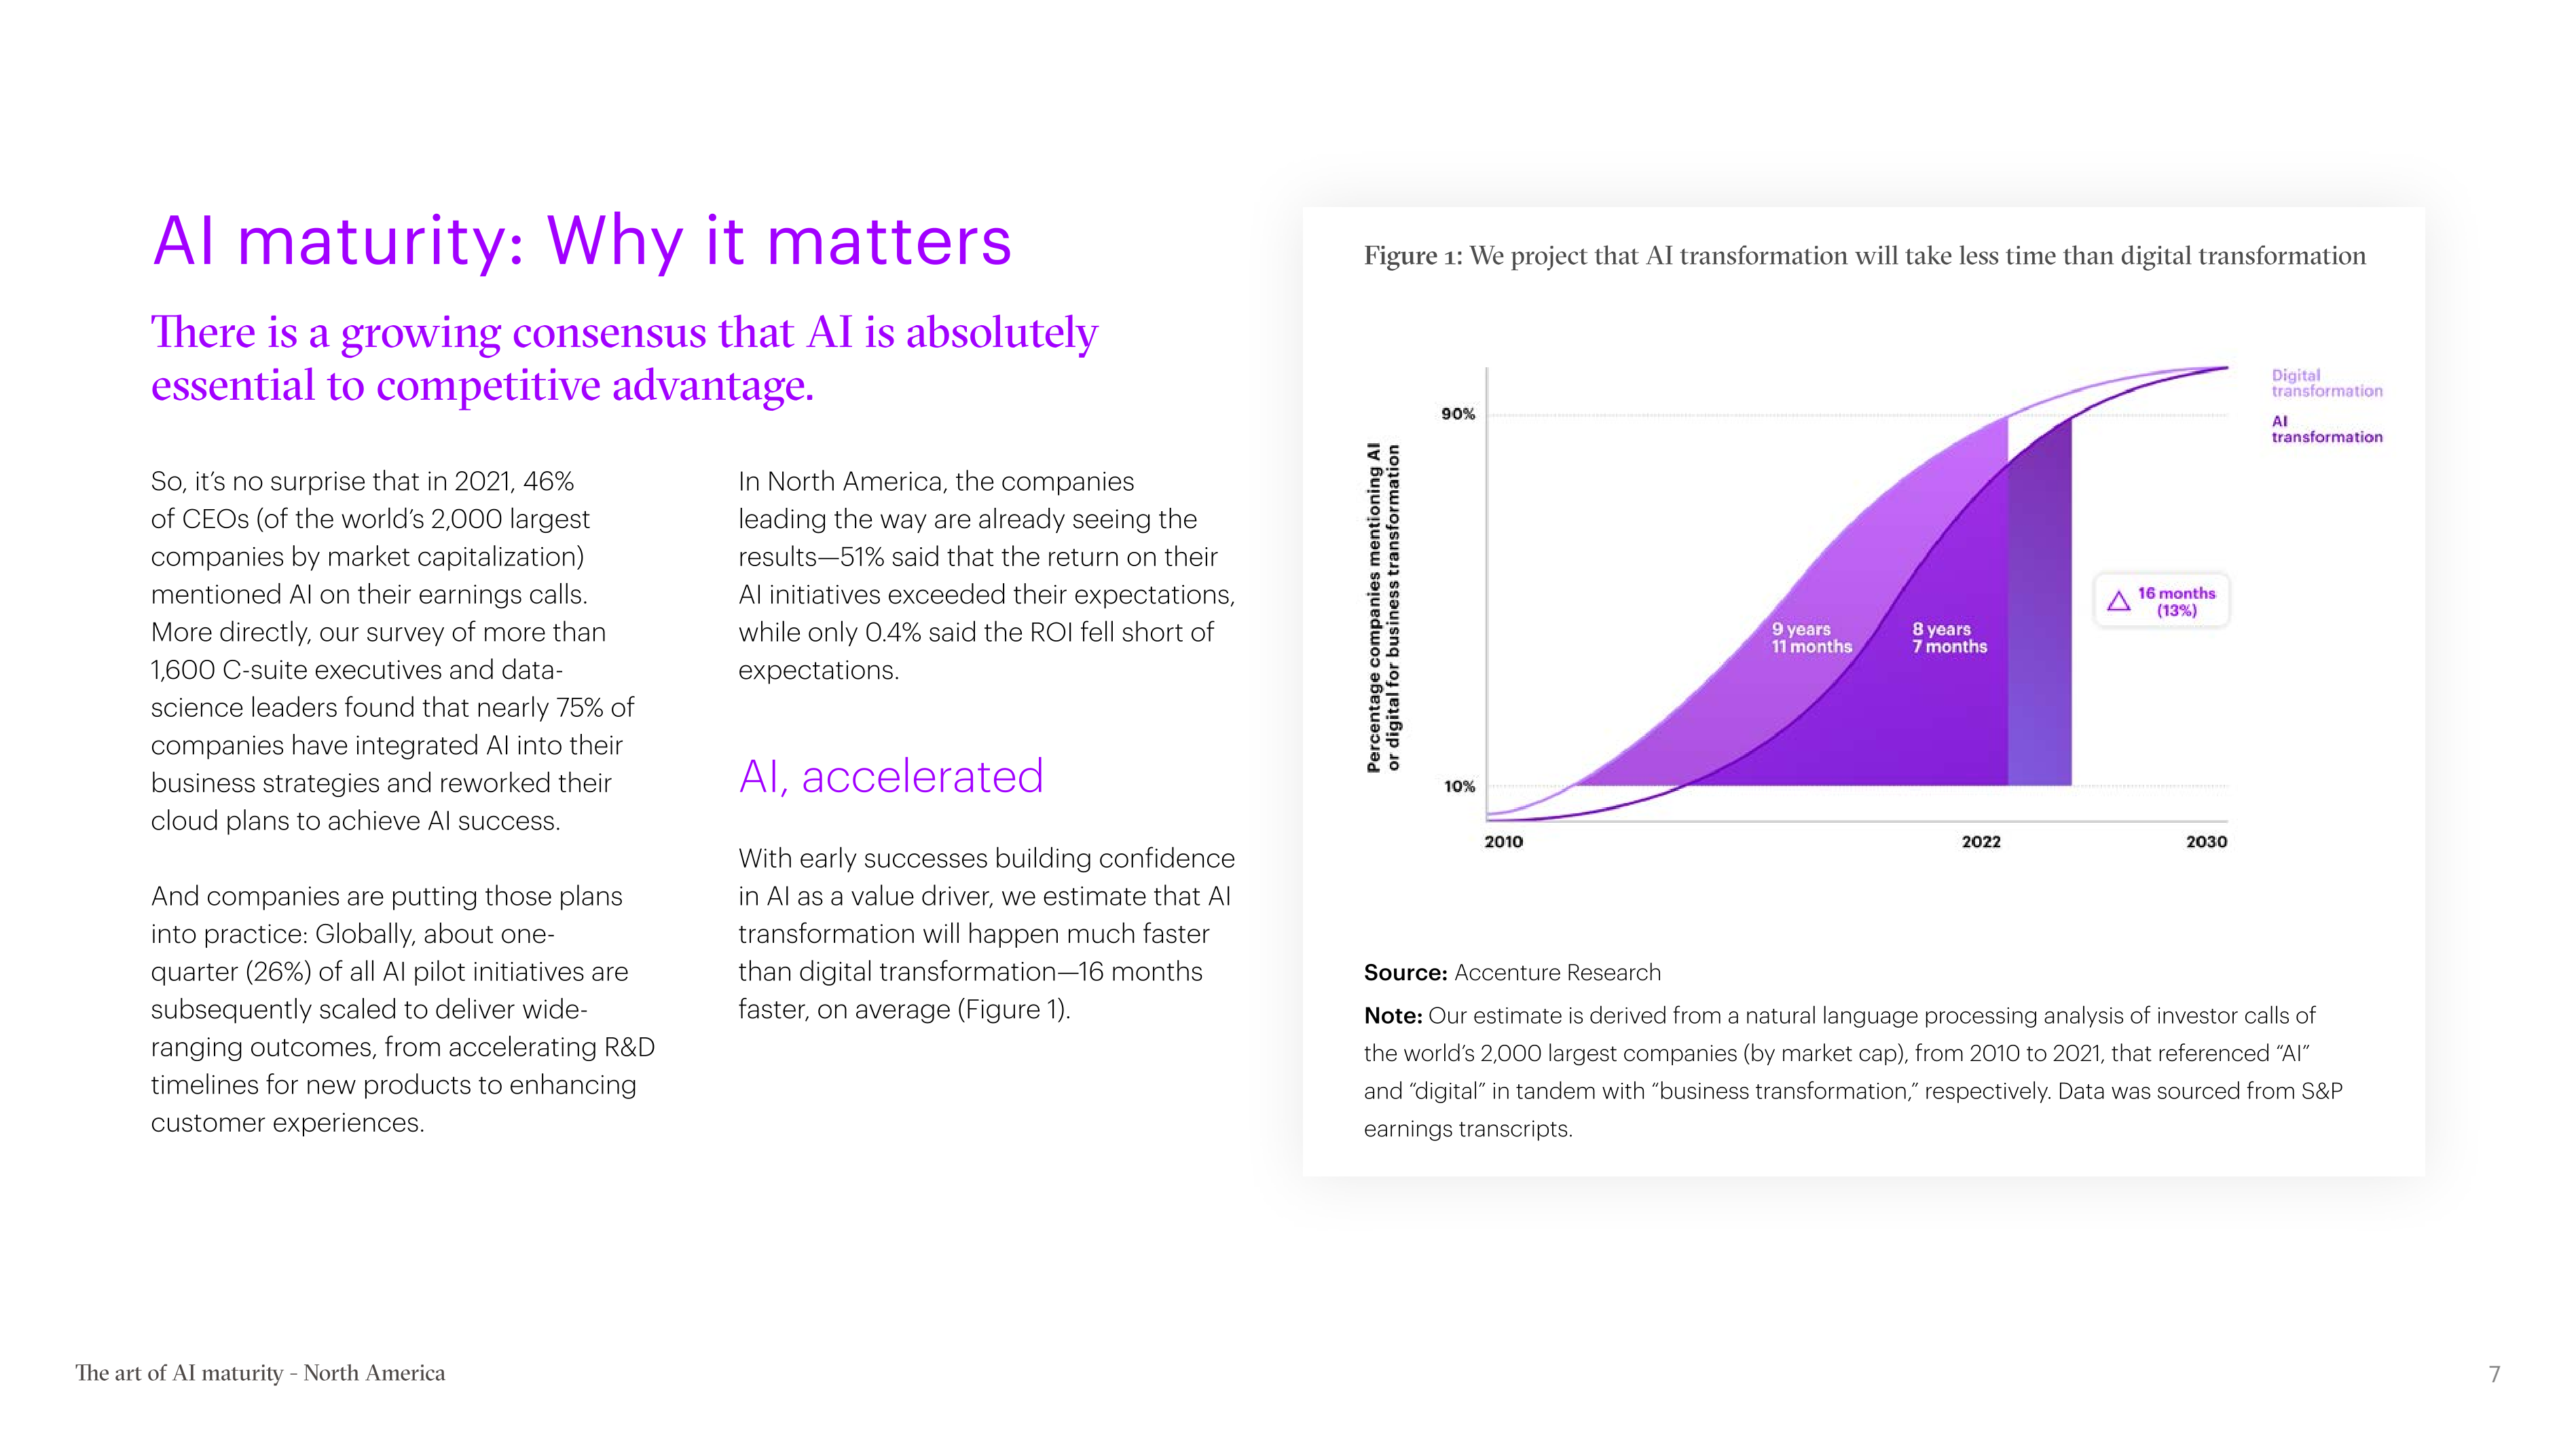 AI maturity: Why it matters
There is a growing consensus that AI is absolutely
essential to competitive advantage.
So, it’s no surprise that in 2021, 46%
of CEOs (of the world’s 2,000 largest
companies by market capitalization)
mentioned AI on their earnings calls.
More directly, our survey of more than
1,600 C-suite executives and data-
science leaders found that nearly 75% of
companies have integrated AI into their
business strategies and reworked their
cloud plans to achieve AI success.
And companies are putting those plans
into practice: Globally, about one-
quarter (26%) of all AI pilot initiatives are
subsequently scaled to deliver wide-
ranging outcomes, from accelerating R&D
timelines for new products to enhancing
customer experiences.
In North America, the companies
leading the way are already seeing the
results—51% said that the return on their
AI initiatives exceeded their expectations,
while only 0.4% said the ROI fell short of
expectations.
AI, accelerated
With early successes building confidence
in AI as a value driver, we estimate that AI
transformation will happen much faster
than digital transformation—16 months
faster, on average (Figure 1).
Figure 1: We project that AI transformation will take less time than digital transformation
Percentage companies mentioning AI
or digital for business transformation
90%
10%
2010
2022
2030
9 years
11 months
8 years
7 months
△ 16 months
(13%)
Digital
transformation
AI
transformation
Source: Accenture Research
Note: Our estimate is derived from a natural language processing analysis of investor calls of
the world’s 2,000 largest companies (by market cap), from 2010 to 2021, that referenced “AI”
and “digital” in tandem with “business transformation,” respectively. Data was sourced from S&P
earnings transcripts.
The art of AI maturity - North America
7